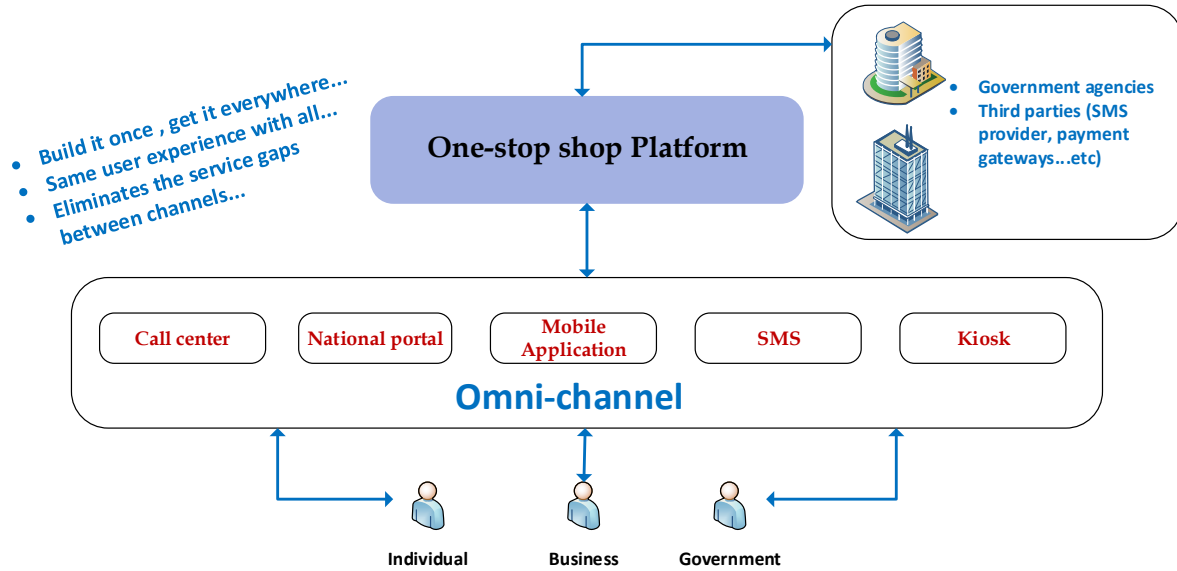 • Build it once , get it everywhere...
• Same user experience with all...
• Eliminates the service gaps
between channels...
One-stop shop Platform
• Government agencies
• Third parties (SMS
provider, payment
gateways...etc)
Call center
National portal
Mobile
Application
SMS
Kiosk
Omni-channel
Individual
Business
Government